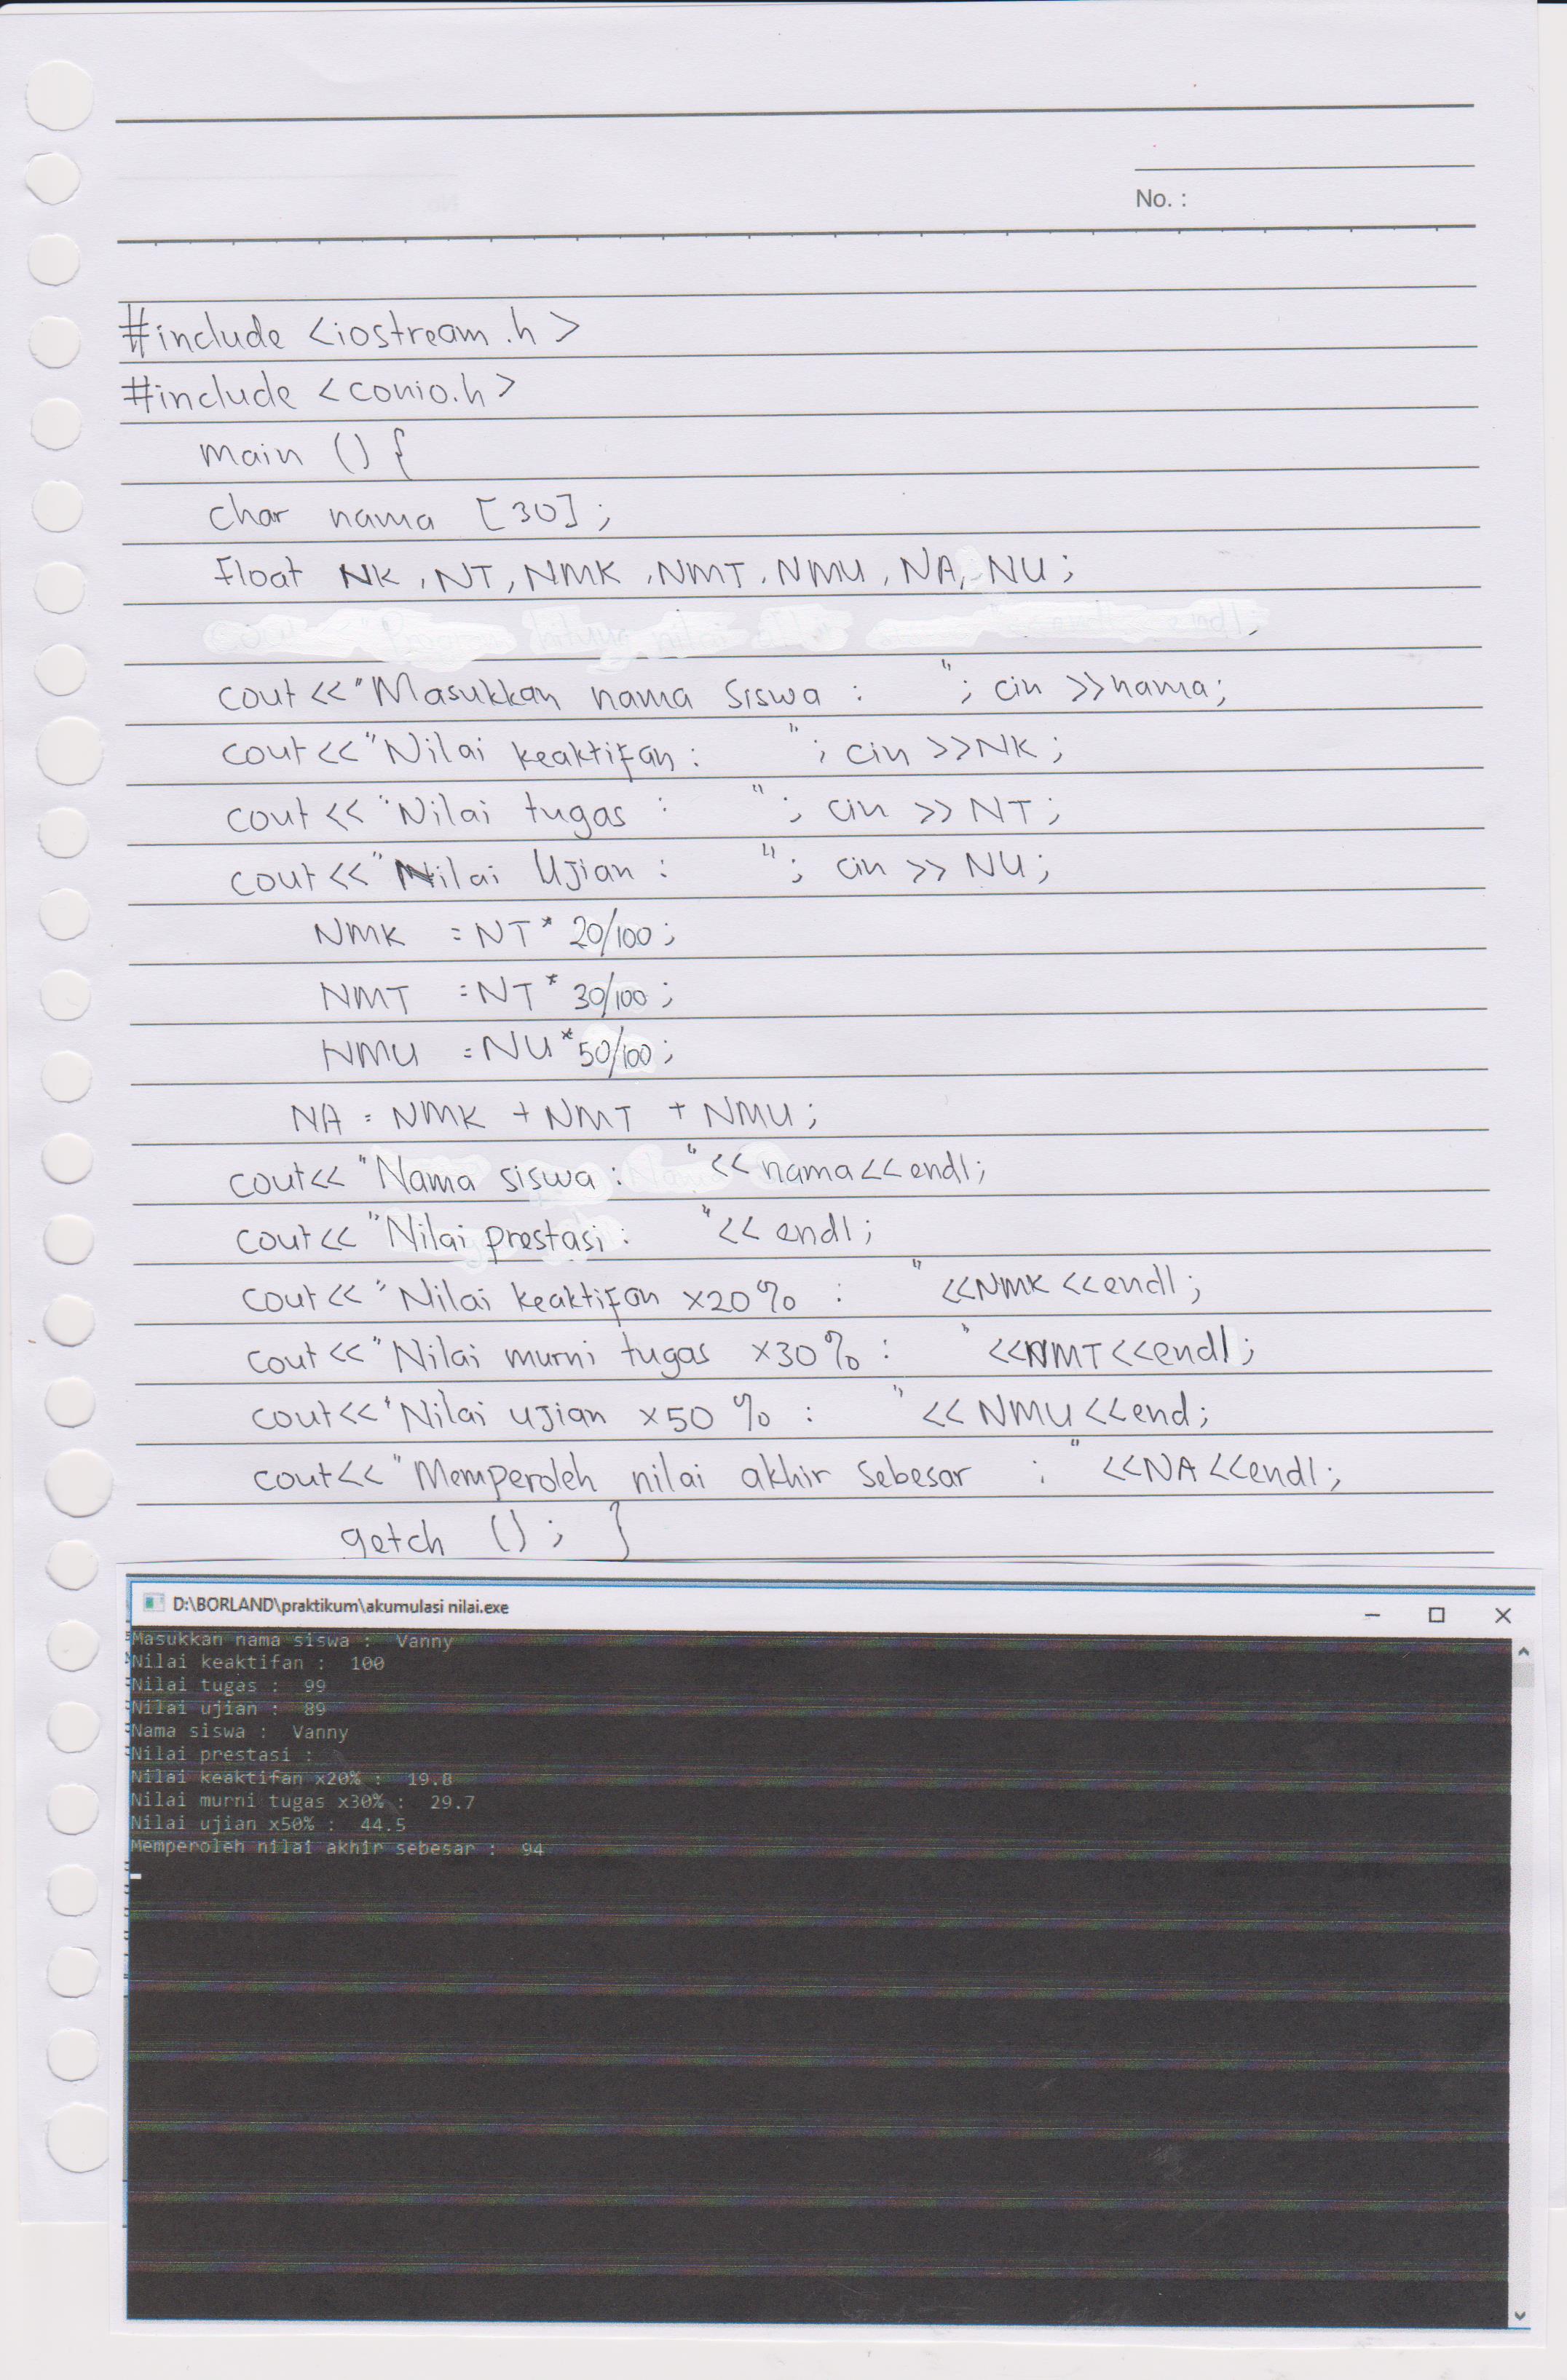 No. :
#include <iostream.h>
#include <conio.h>
main () {
char nama [30];
float NK, NT, NMK, NMT, NMU, NA, NU;
cout << "Masukkan nama siswa : "; cin >>nama;
cout << "Nilai keaktifan : "; cin >>NK;
cout << "Nilai tugas : "; cin >> NT;
cout << "Nilai Ujian : "; cin >> NU;
NMK = NT * 20/100;
NMT = NT * 30/100;
NMU = NU * 50/100;
NA = NMK + NMT + NMU;
cout<< "Nama siswa : "<< nama<<endl;
cout<< "Nilai prestasi : "<< endl;
cout<< "Nilai keaktifan x20% : " <<NMK <<endl;
cout<< "Nilai murni tugas x30% : " <<NMT<<endl;
cout<< "Nilai ujian x50 % : " << NMU<<end;
cout<< "Memperoleh nilai akhir sebesar : " <<NA<<endl;
getch (); }
D:\BORLAND\praktikum\akumulasi nilai.exe
Masukkan nama siswa : Vanny
Nilai keaktifan : 100
Nilai tugas : 99
Nilai ujian : 89
Nama siswa : Vanny
Nilai prestasi :
Nilai keaktifan x20% : 19.8
Nilai murni tugas x30% : 29.7
Nilai ujian x50% : 44.5
Memperoleh nilai akhir sebesar : 94